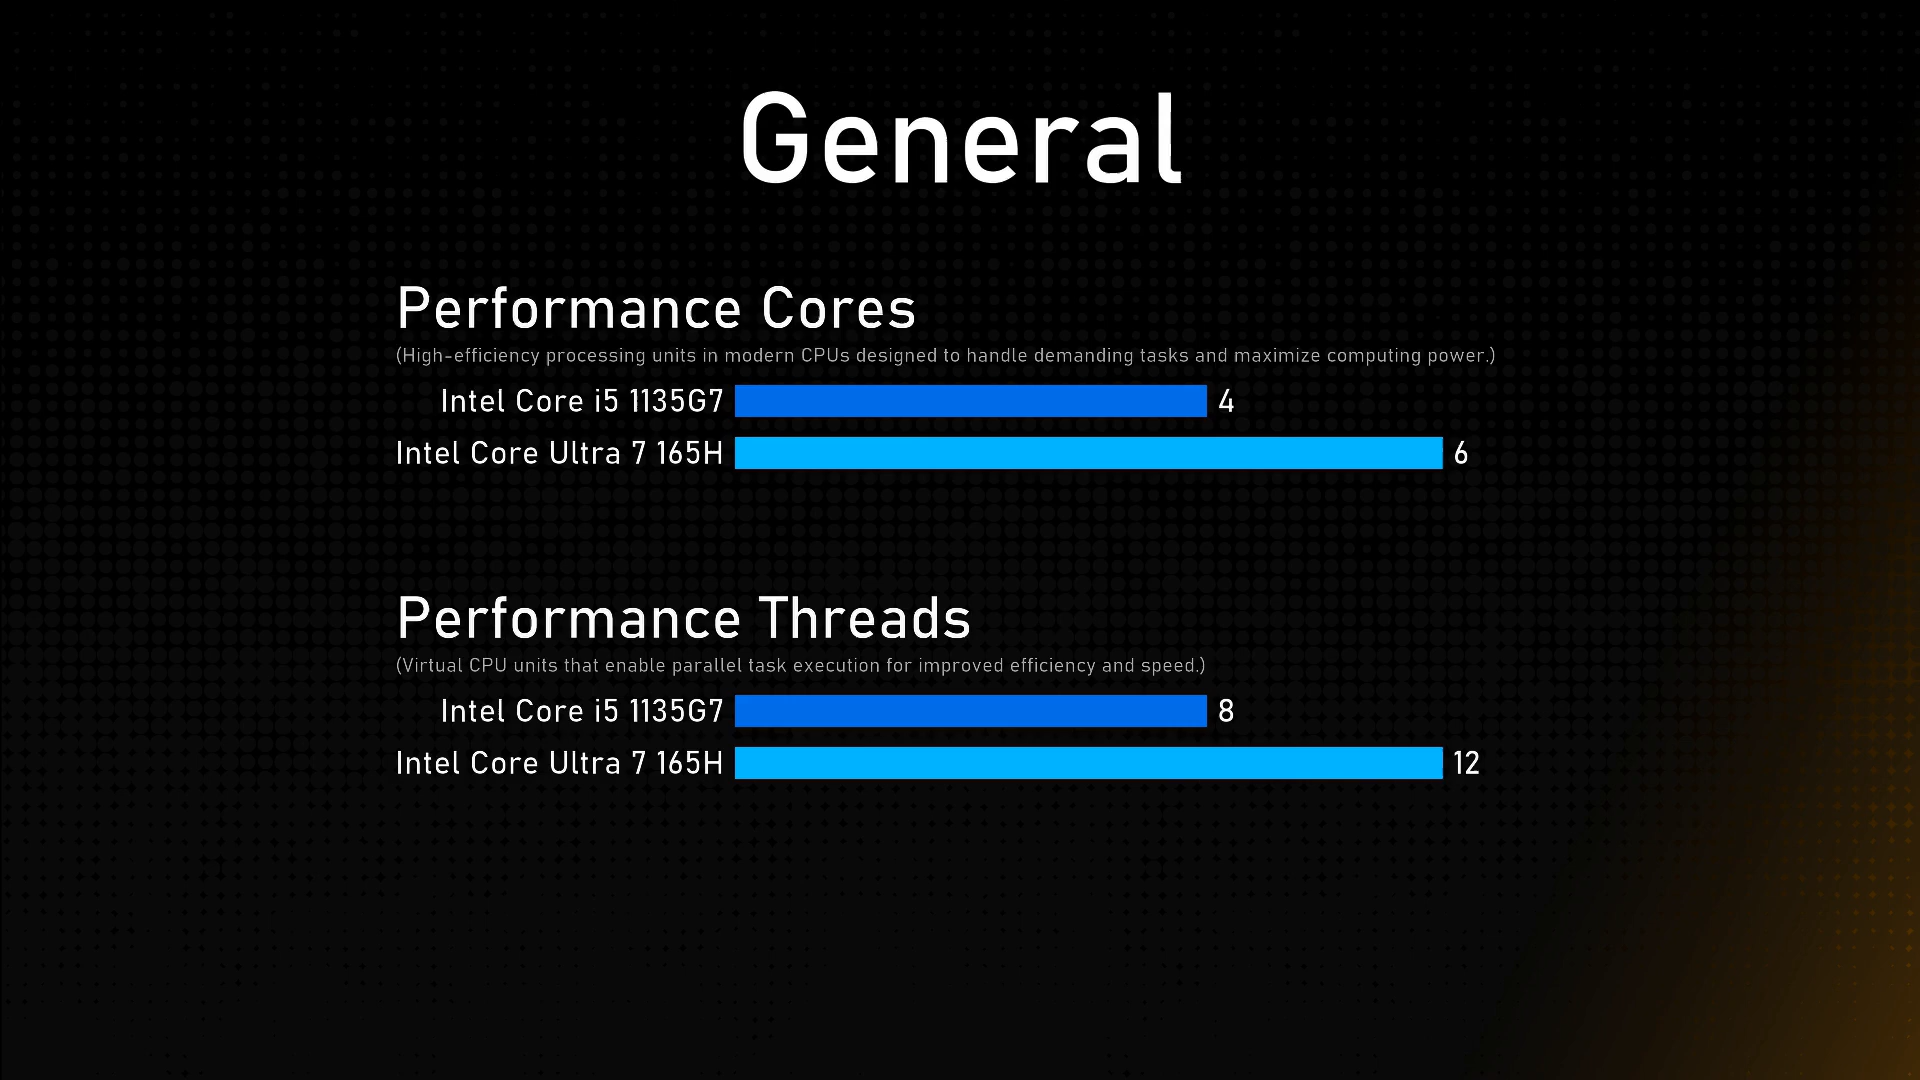 General
Performance Cores
(High-efficiency processing units in modern CPUs designed to handle demanding tasks and maximize computing power.)
Intel Core i5 1135G7 4
Intel Core Ultra 7 165H 6
Performance Threads
(Virtual CPU units that enable parallel task execution for improved efficiency and speed.)
Intel Core i5 1135G7 8
Intel Core Ultra 7 165H 12